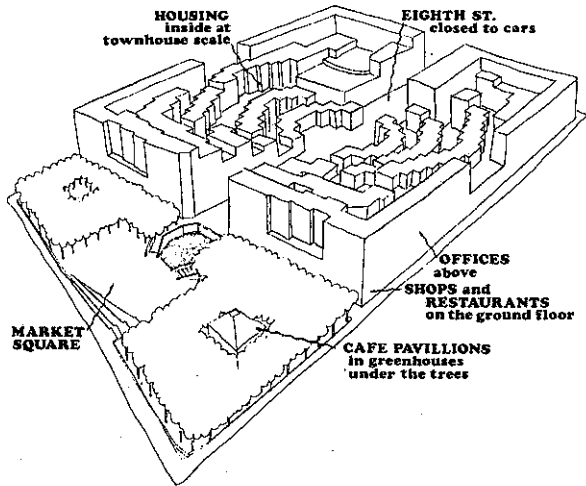 HOUSING
inside at
townhouse scale
EIGHTH ST.
closed to cars
OFFICES
above
SHOPS and
RESTAURANTS
on the ground floor
MARKET
SQUARE
CAFE PAVILLIONS
in greenhouses
under the trees